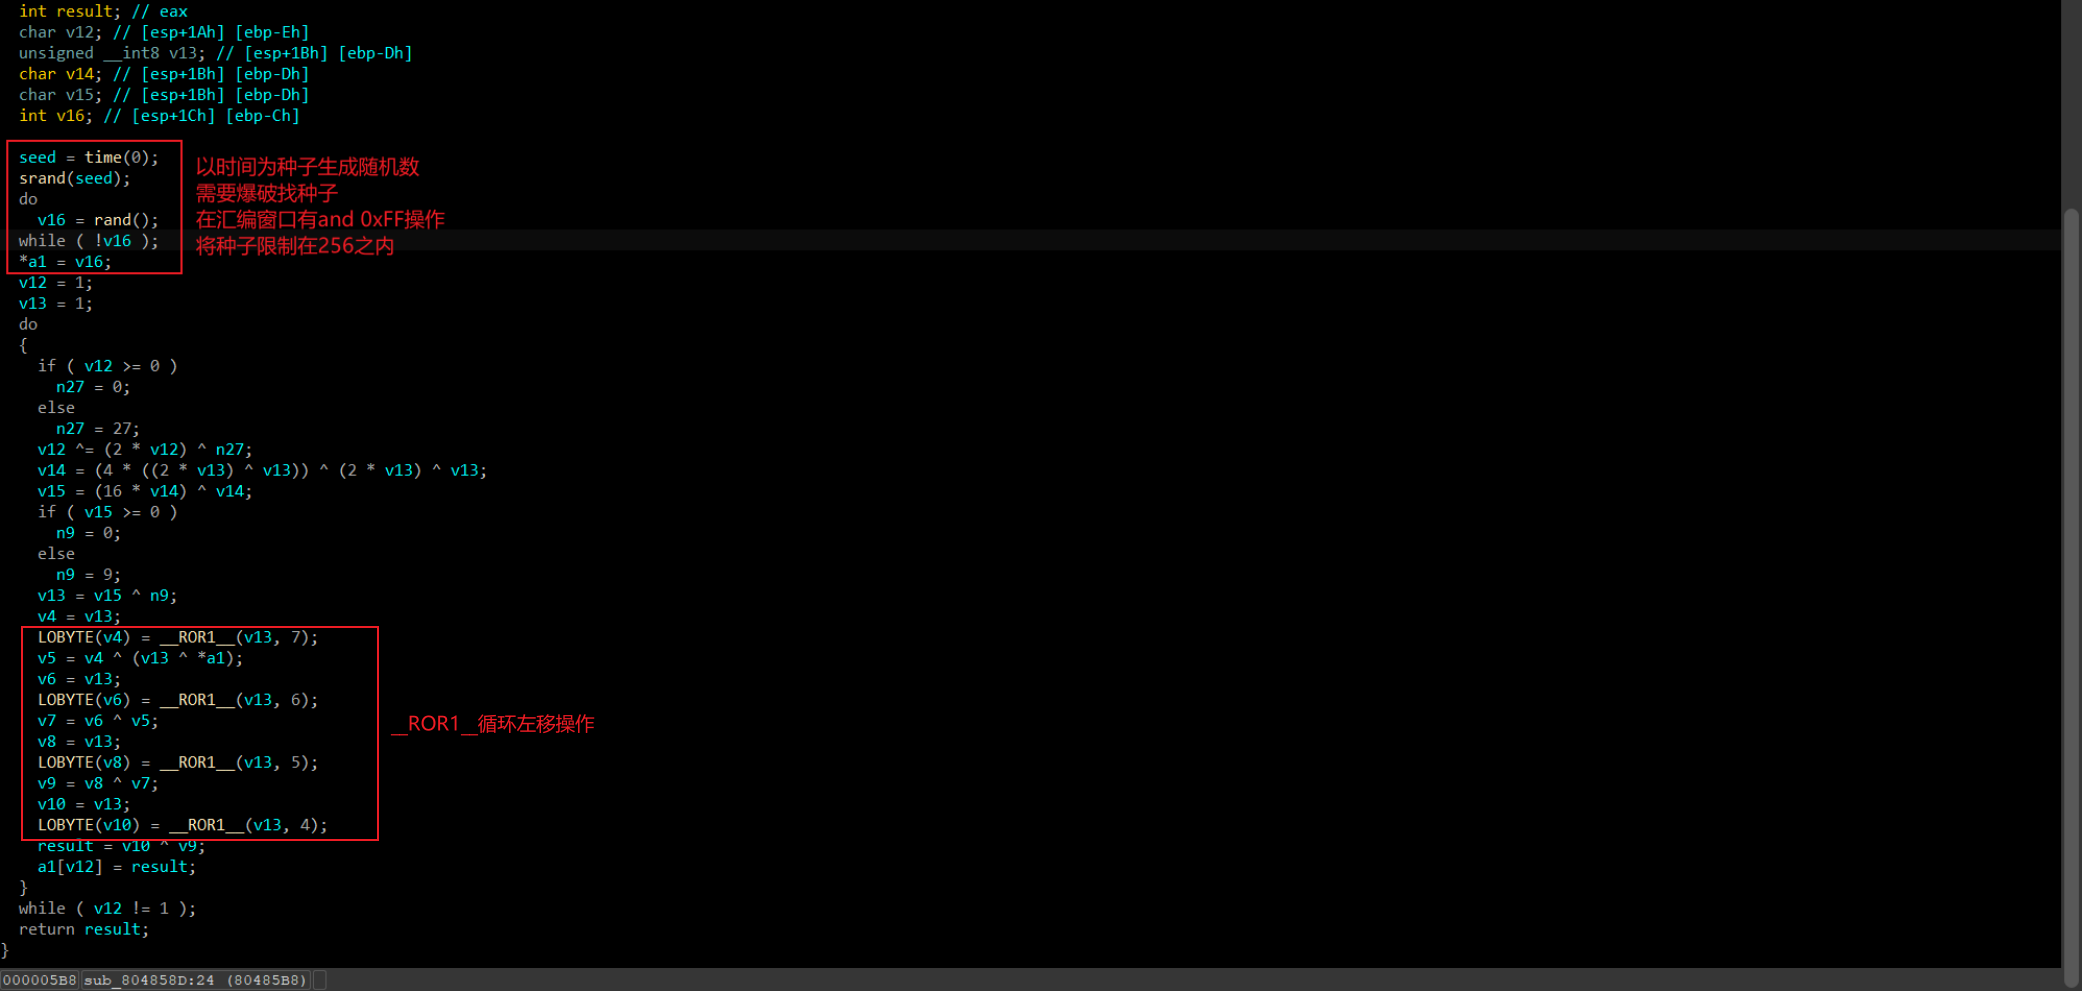 int result; // eax
char v12; // [esp+1Ah] [ebp-Eh]
unsigned __int8 v13; // [esp+1Bh] [ebp-Dh]
char v14; // [esp+1Bh] [ebp-Dh]
char v15; // [esp+1Bh] [ebp-Dh]
int v16; // [esp+1Ch] [ebp-Ch]
seed = time(0);
srand(seed);
do
v16 = rand();
while ( !v16 );
*a1 = v16;
以时间为种子生成随机数
需要爆破找种子
在汇编窗口有and 0xFF操作
将种子限制在256之内
v12 = 1;
v13 = 1;
do
{
if ( v12 >= 0 )
n27 = 0;
else
n27 = 27;
v12 ^= (2 * v12) ^ n27;
v14 = (4 * ((2 * v13) ^ v13)) ^ (2 * v13) ^ v13;
v15 = (16 * v14) ^ v14;
if ( v15 >= 0 )
n9 = 0;
else
n9 = 9;
v13 = v15 ^ n9;
v4 = v13;
LOBYTE(v4) = __ROR1__(v13, 7);
v5 = v4 ^ (v13 ^ *a1);
v6 = v13;
LOBYTE(v6) = __ROR1__(v13, 6);
v7 = v6 ^ v5;
v8 = v13;
LOBYTE(v8) = __ROR1__(v13, 5);
v9 = v8 ^ v7;
v10 = v13;
LOBYTE(v10) = __ROR1__(v13, 4);
__ROR1__循环左移操作
result = v10 ^ v9;
a1[v12] = result;
}
while ( v12 != 1 );
return result;
}
000005B8 sub_804858D:24 (80485B8)